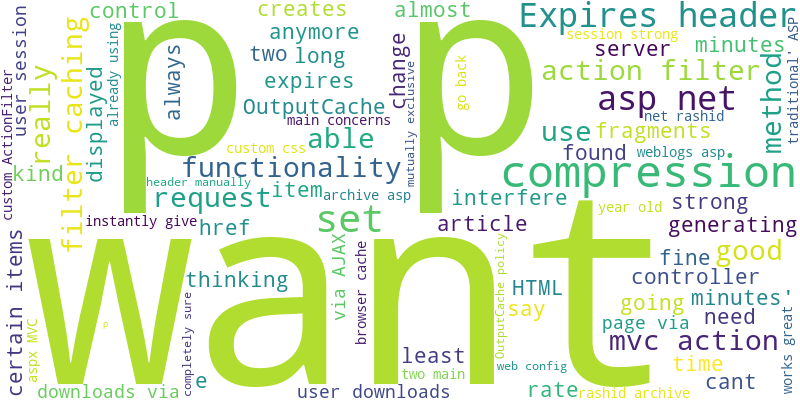 p p
want
compression
Expires header
asp net
set
functionality
request
mvc action
filter caching
action filter
really
method
able
use
good
certain items
OutputCache
control
creates
almost
anymore
two
long
expires
always
displayed
kind
already using
user session
custom ActionFilter
change
main concerns
mutually exclusive
go back
session strong
server
minutes
net rashid
traditional' ASP
fragments
found
weblogs asp
custom css
header manually
item
archive asp
interfere
strong
year old
generating
instantly give
href
article
thinking
via AJAX
browser cache
HTML
say
fine
controller
going
minutes'
page via
need
time
cant
works great
rate
rashid archive
web config
OutputCache policy
least
two main
user downloads
downloads via
e
completely sure
aspx MVC
p